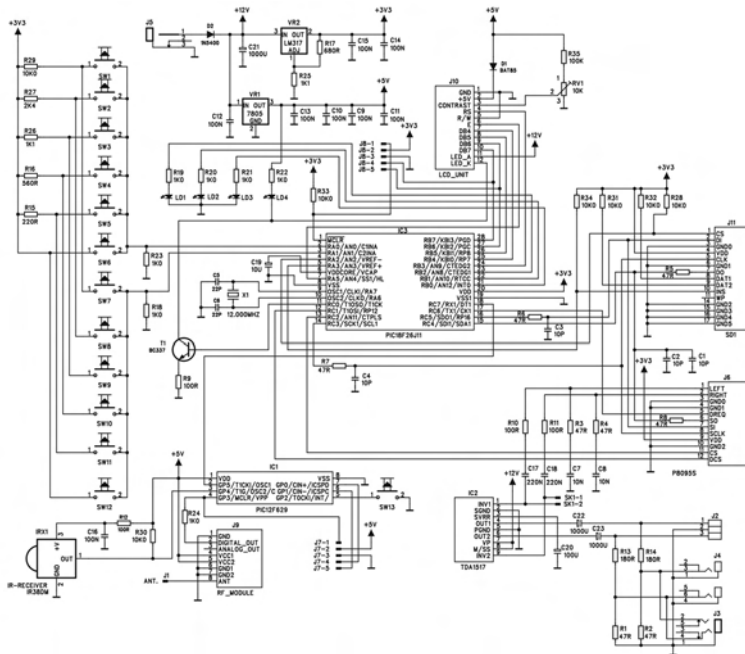 +3V3
R29
10K0
SW1
R27
2K4
SW2
R26
1K1
SW3
R16
560R
SW4
R15
220R
SW5
SW6
SW7
SW8
SW9
SW10
SW11
SW12
R23
1K0
R18
1K0
J5
D2
1N5400
+12V
C21
1000U
VR2
IN OUT
LM317
ADJ
R17
680R
R25
1K1
C15
100N
C14
100N
+5V
VR1
IN OUT
7805
GND
C12
100N
C13
100N
C10
100N
C9
100N
C11
100N
+3V3
J8-1
J8-2
J8-3
J8-4
J8-5
R19
1K0
R20
1K0
R21
1K0
R22
1K0
LD1
LD2
LD3
LD4
R33
10K0
+5V
D1
BAT85
R35
100K
RV1
10K
J10
GND
+5V
CONTRAST
RS
R/W
E
DB4
DB5
DB6
DB7
LED_A
LED_K
LCD_UNIT
+12V
IC3
MCLR
RA0/AN0/C1INA
RA1/AN1/C2INA
RA2/AN2/VREF-
RA3/AN3/VREF+
VDDCORE/VCAP
RA5/AN4/SS1/HL
VSS
OSC1/CLKI/RA7
OSC2/CLKO/RA6
RC0/T1OSO/T1CK
RC1/T1OSI/RP12
RC2/AN11/CTPLS
RC3/SCK1/SCL1
RB7/KBI3/PGD
RB6/KBI2/PGC
RB5/KBI1/RP8
RB4/KBI0/RP7
RB3/AN9/CTEDG2
RB2/AN8/CTEDG1
RB1/AN10/RTCC
RB0/AN12/INT0
VDD
VSS1
RC7/RX1/DT1
RC6/TX1/CK1
RC5/SDO1/RP16
RC4/SDI1/SDA1
PIC18F26J11
C19
10U
C5
22P
C6
22P
X1
12.000MHZ
T1
BC337
R9
100R
R7
47R
C4
10P
R6
47R
C3
10P
+3V3
+3V3
R34
10K0
R31
10K0
R32
10K0
R28
10K0
J11
CS
DI
GND0
VDD
CLK
GND1
DO
DAT1
DAT2
INS
WP
GND2
GND3
GND4
GND5
SD1
R5
47R
C2
10P
C1
10P
+3V3
J6
LEFT
RIGHT
GND0
GND1
DREQ
SO
SI
SCLK
VDD
GND2
CS
DCS
PB095S
R8
47R
R10
100R
R11
100R
R3
47R
R4
47R
C17
220N
C18
220N
C7
10N
C8
10N
+12V
SK1-1
SK1-2
IC2
INV1
SGND
SVRR
OUT1
PGND
OUT2
VP
M/SS
INV2
TDA1517
C20
100U
C22
1000U
C23
1000U
J2
R13
180R
R14
180R
J4
J3
R1
47R
R2
47R
+5V
IC1
VDD
GP5/T1CKI/OSC1
GP4/T1G/OSC2/C
GP3/MCLR/VPP
VSS
GP0/CIN+/ICSPD
GP1/CIN-/ICSPC
GP2/T0CKI/INT/
PIC12F629
SW13
+5V
J7-1
J7-2
J7-3
J7-4
J7-5
R24
1K0
J9
GND
DIGITAL_OUT
ANALOG_OUT
VCC1
VCC2
GND1
GND2
ANT
RF_MODULE
J1
ANT.
R12
100R
R30
10K0
C16
100N
IRX1
+V
OUT
GND
IR-RECEIVER
IR380M